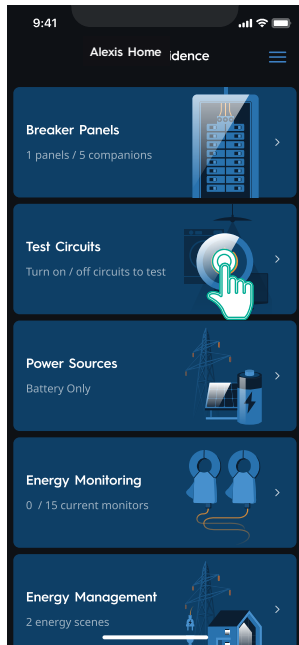 9:41
Alexis Home idence
Breaker Panels
1 panels / 5 companions
Test Circuits
Turn on / off circuits to test
Power Sources
Battery Only
Energy Monitoring
0 / 15 current monitors
Energy Management
2 energy scenes